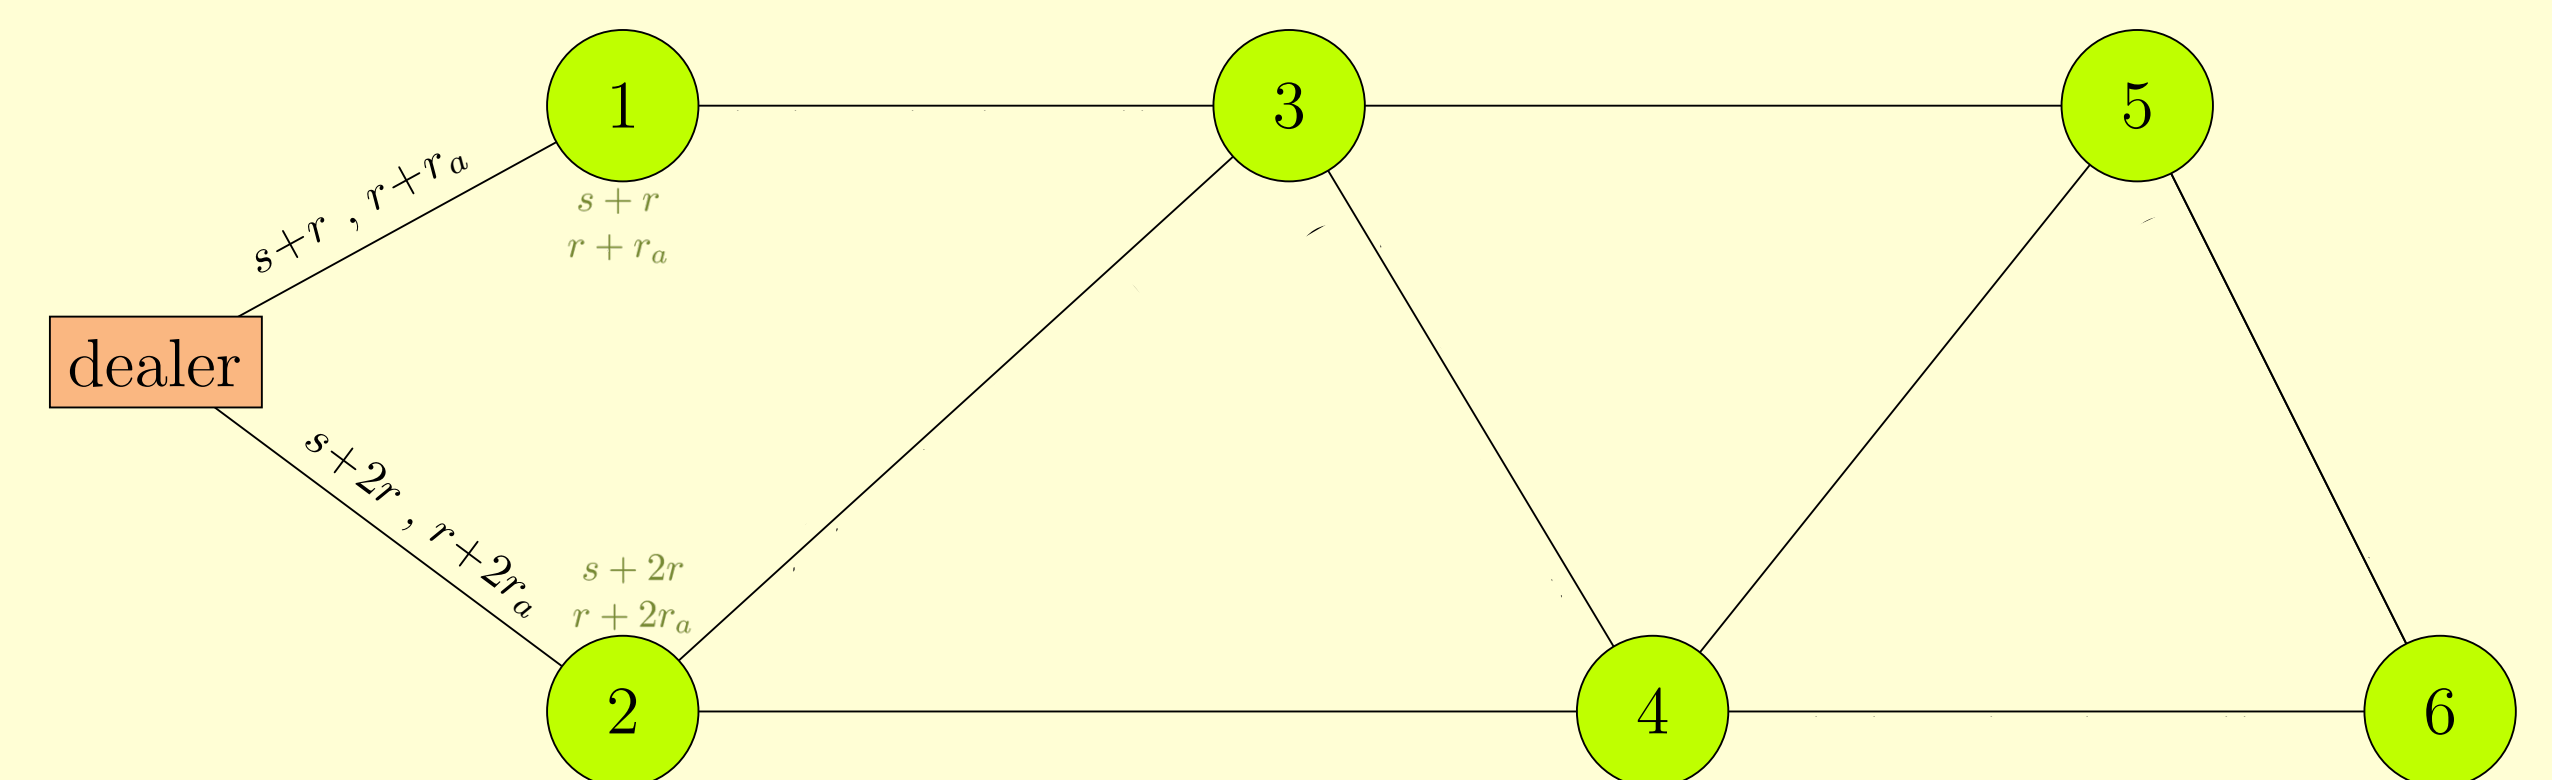 1
3
5
s+r , r+r_a
s + r
r + r_a
dealer
s+2r , r+2r_a
s + 2r
r + 2r_a
2
4
6